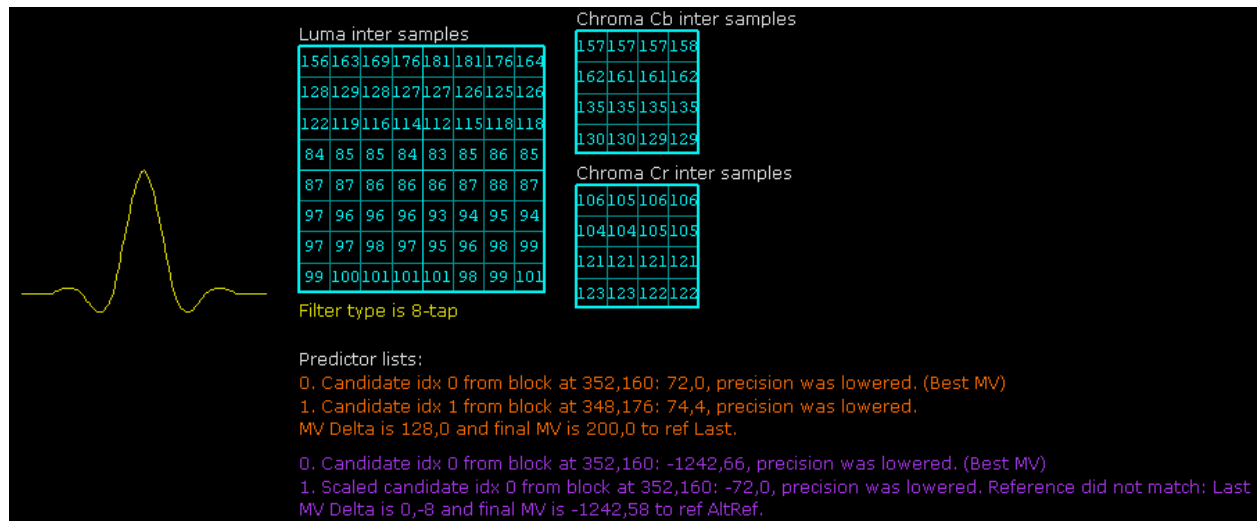 Luma inter samples
156 163 169 176 181 181 176 164
128 129 128 127 127 126 125 126
122 119 116 114 112 115 118 118
84 85 85 84 83 85 86 85
87 87 86 86 86 87 88 87
97 96 96 96 93 94 95 94
97 97 98 97 95 96 98 99
99 100 101 101 101 98 99 101
Filter type is 8-tap
Chroma Cb inter samples
157 157 157 158
162 161 161 162
135 135 135 135
130 130 129 129
Chroma Cr inter samples
106 105 106 106
104 104 105 105
121 121 121 121
123 123 122 122
Predictor lists:
0. Candidate idx 0 from block at 352,160: 72,0, precision was lowered. (Best MV)
1. Candidate idx 1 from block at 348,176: 74,4, precision was lowered.
MV Delta is 128,0 and final MV is 200,0 to ref Last.
0. Candidate idx 0 from block at 352,160: -1242,66, precision was lowered. (Best MV)
1. Scaled candidate idx 0 from block at 352,160: -72,0, precision was lowered. Reference did not match: Last
MV Delta is 0,-8 and final MV is -1242,58 to ref AltRef.